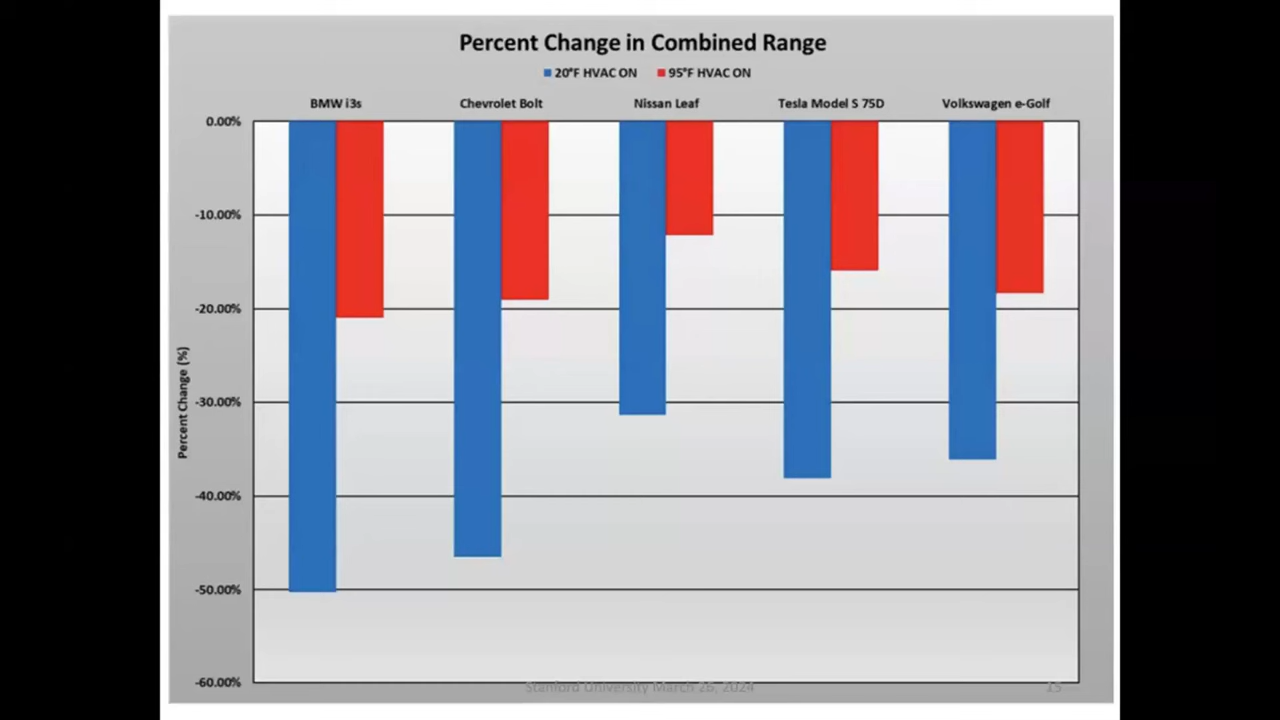 Percent Change in Combined Range
20°F HVAC ON 95°F HVAC ON
BMW i3s Chevrolet Bolt Nissan Leaf Tesla Model S 75D Volkswagen e-Golf
0.00%
-10.00%
-20.00%
-30.00%
-40.00%
-50.00%
-60.00%
Percent Change (%)
Stanford University March 26, 2024 15